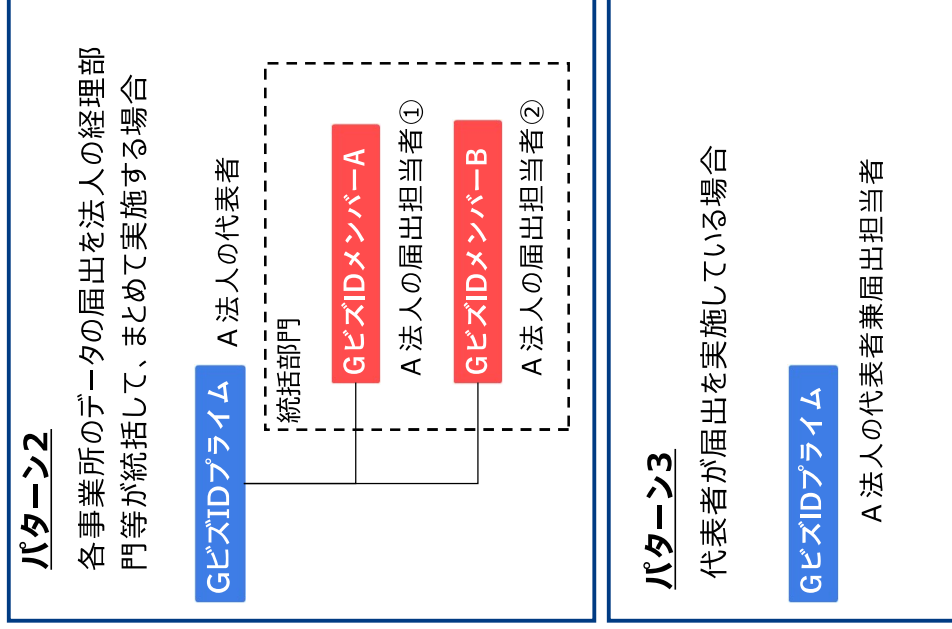 パターン2
各事業所のデータの届出を法人の経理部
門等が統括して、まとめて実施する場合
GビズIDプライム
A法人の代表者
統括部門
GビズIDメンバーA
A法人の届出担当者①
GビズIDメンバーB
A法人の届出担当者②
パターン3
代表者が届出を実施している場合
GビズIDプライム
A法人の代表者兼届出担当者